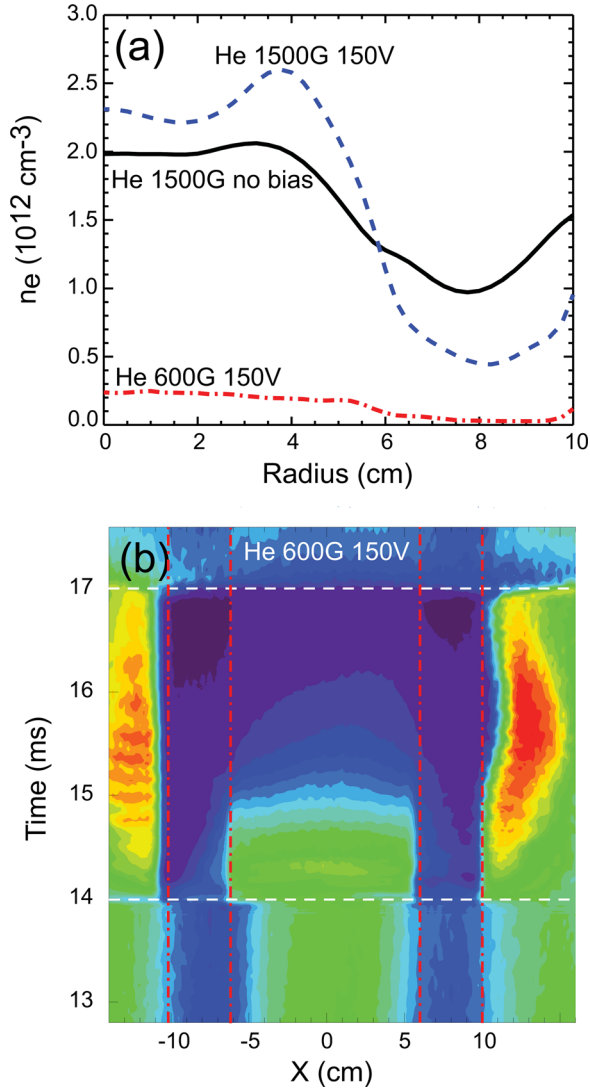 (a)
He 1500G 150V
He 1500G no bias
He 600G 150V
3.0
2.5
2.0
1.5
1.0
0.5
0.0
nₑ (10¹² cm⁻³)
0 2 4 6 8 10
Radius (cm)
(b) He 600G 150V
17
16
15
14
13
Time (ms)
-10 -5 0 5 10
X (cm)